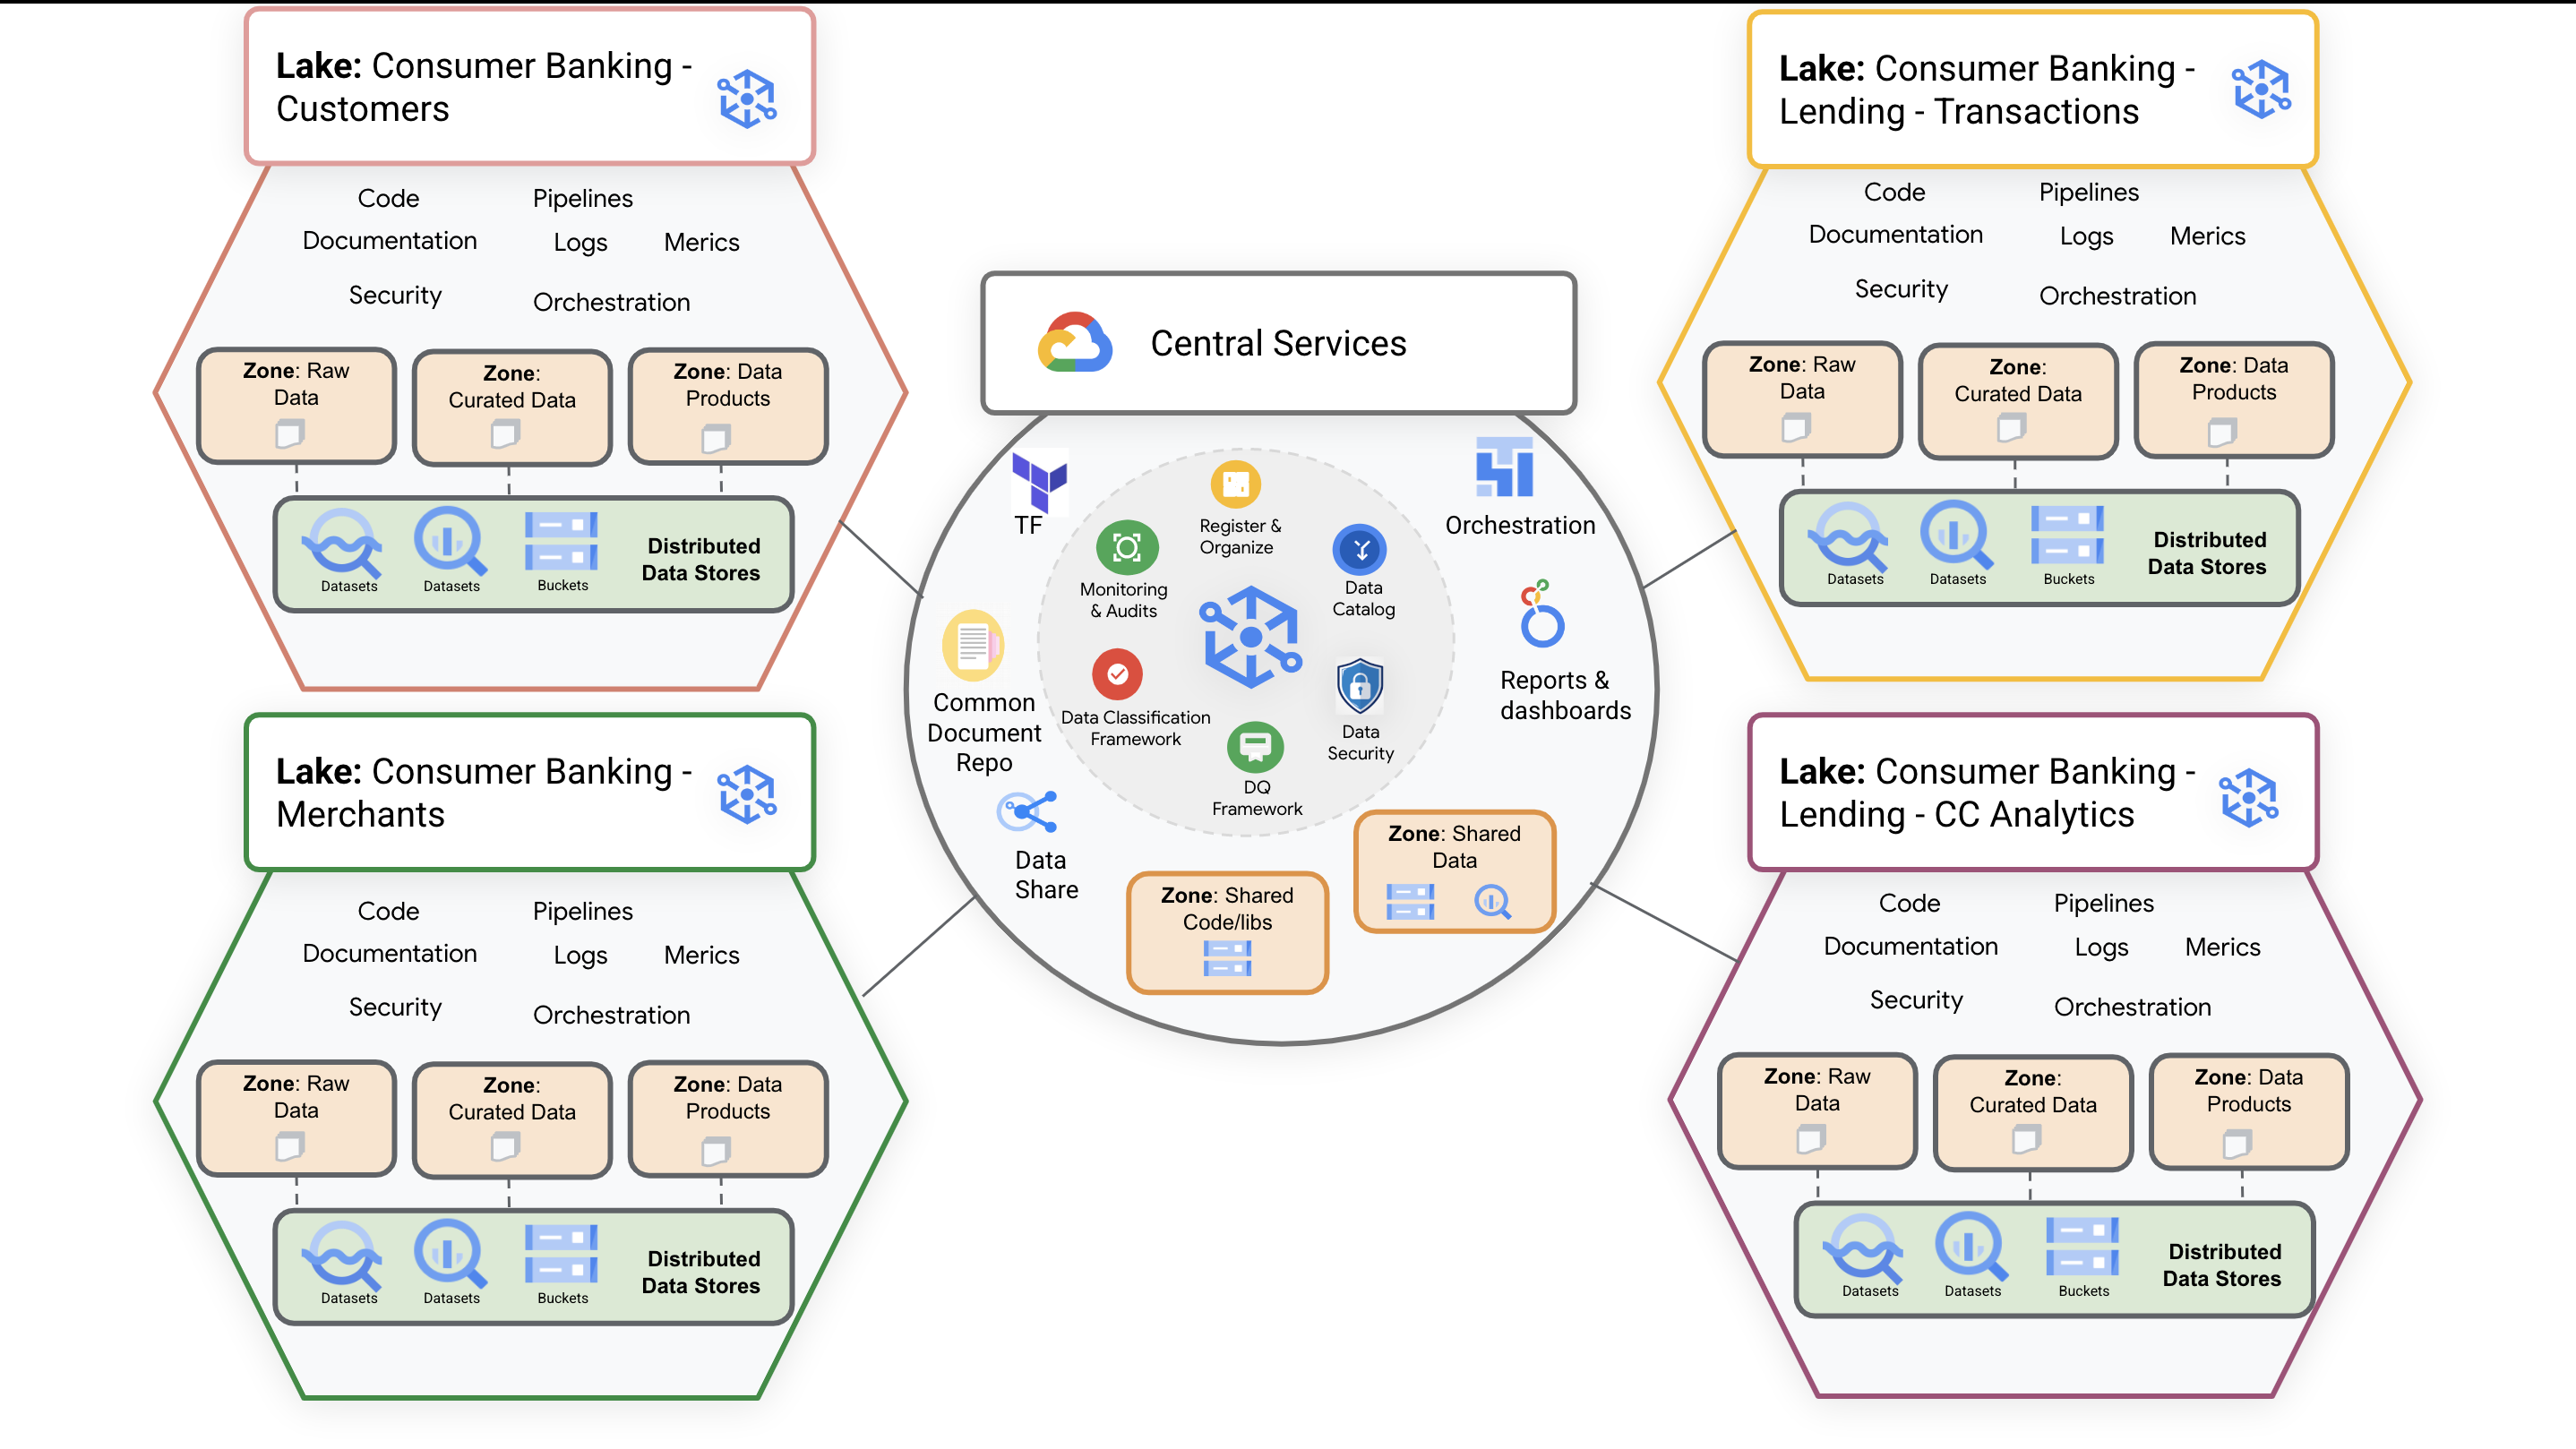 Lake: Consumer Banking -
Customers
Code
Pipelines
Documentation
Logs
Merics
Security
Orchestration
Zone: Raw
Data
Zone:
Curated Data
Zone: Data
Products
Datasets
Datasets
Buckets
Distributed
Data Stores
Lake: Consumer Banking -
Lending - Transactions
Code
Pipelines
Documentation
Logs
Merics
Security
Orchestration
Zone: Raw
Data
Zone:
Curated Data
Zone: Data
Products
Datasets
Datasets
Buckets
Distributed
Data Stores
Central Services
TF
Orchestration
Register &
Organize
Monitoring
& Audits
Data
Catalog
Common
Document
Repo
Data Classification
Framework
Data
Security
Reports &
dashboards
DQ
Framework
Data
Share
Zone: Shared
Code/libs
Zone: Shared
Data
Lake: Consumer Banking -
Merchants
Code
Pipelines
Documentation
Logs
Merics
Security
Orchestration
Zone: Raw
Data
Zone:
Curated Data
Zone: Data
Products
Datasets
Datasets
Buckets
Distributed
Data Stores
Lake: Consumer Banking -
Lending - CC Analytics
Code
Pipelines
Documentation
Logs
Merics
Security
Orchestration
Zone: Raw
Data
Zone:
Curated Data
Zone: Data
Products
Datasets
Datasets
Buckets
Distributed
Data Stores